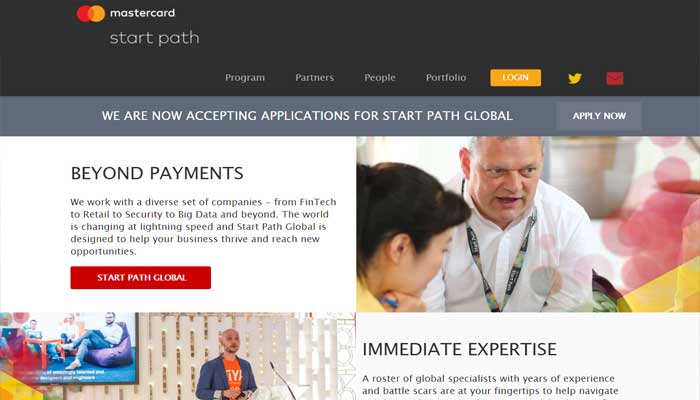 mastercard
start path
Program Partners People Portfolio LOGIN
WE ARE NOW ACCEPTING APPLICATIONS FOR START PATH GLOBAL APPLY NOW
BEYOND PAYMENTS
We work with a diverse set of companies – from FinTech
to Retail to Security to Big Data and beyond. The world
is changing at lightning speed and Start Path Global is
designed to help your business thrive and reach new
opportunities.
START PATH GLOBAL
IMMEDIATE EXPERTISE
A roster of global specialists with years of experience
and battle scars are at your fingertips to help navigate